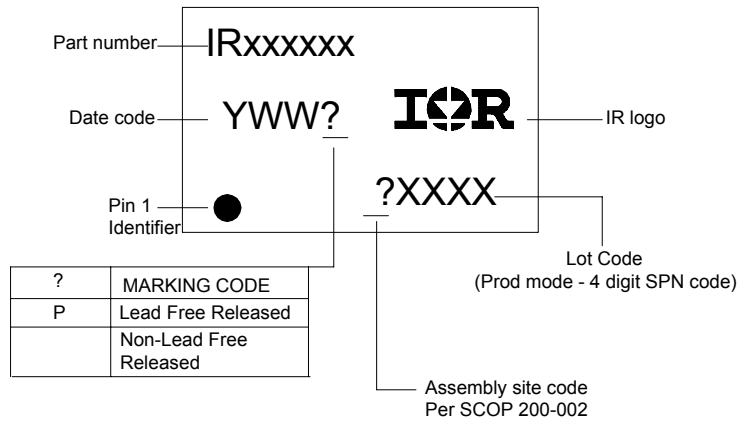 Part number
IRxxxxxx
Date code
YWW?
IOR
IR logo
?XXXX
Pin 1
Identifier
Lot Code
(Prod mode - 4 digit SPN code)
? MARKING CODE
P Lead Free Released
Non-Lead Free
Released
Assembly site code
Per SCOP 200-002